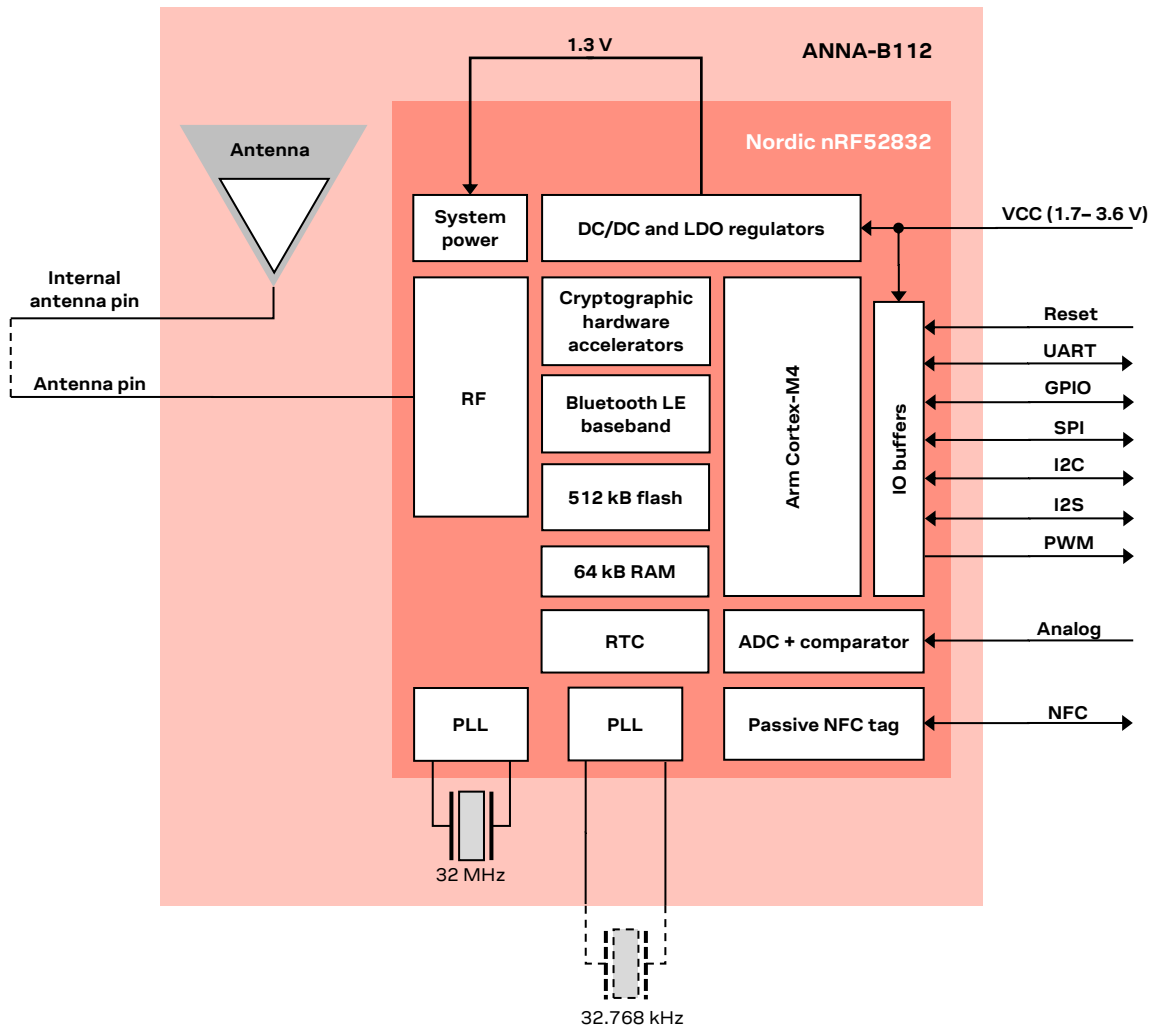 1.3 V
ANNA-B112
Nordic nRF52832
Antenna
System
power
DC/DC and LDO regulators
VCC (1.7– 3.6 V)
Internal
antenna pin
Antenna pin
RF
Cryptographic
hardware
accelerators
Bluetooth LE
baseband
512 kB flash
64 kB RAM
RTC
Arm Cortex-M4
IO buffers
Reset
UART
GPIO
SPI
I2C
I2S
PWM
ADC + comparator
Analog
PLL
PLL
Passive NFC tag
NFC
32 MHz
32.768 kHz